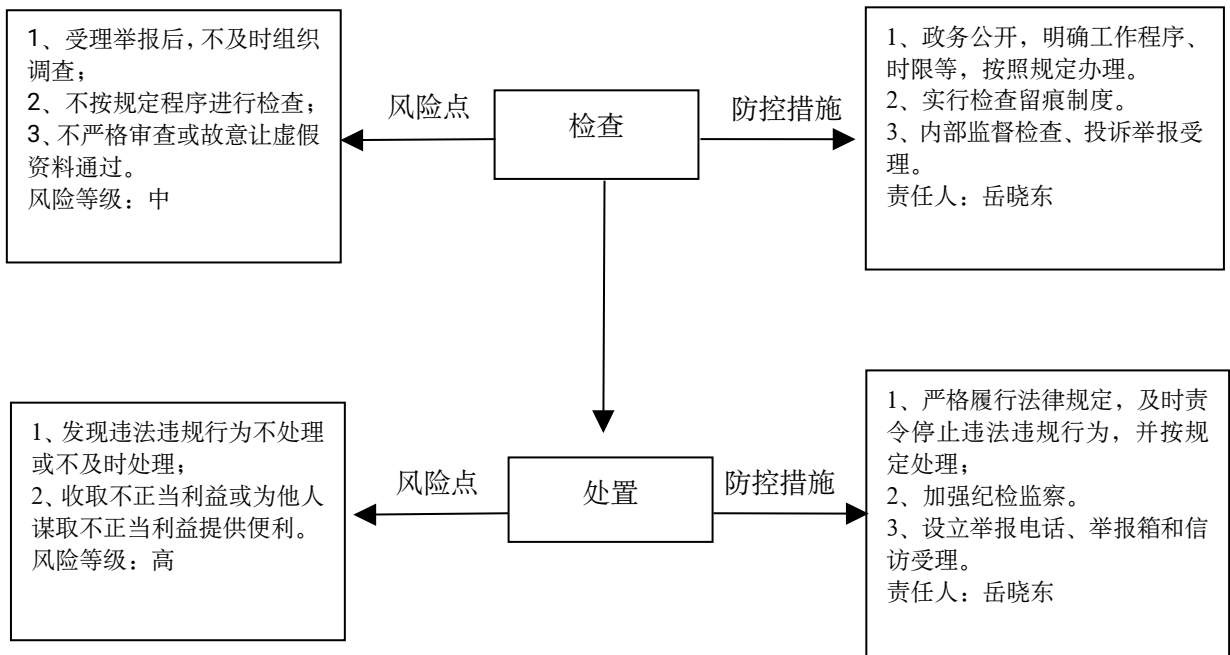 1、受理举报后，不及时组织
调查；
2、不按规定程序进行检查；
3、不严格审查或故意让虚假
资料通过。
风险等级：中
风险点
检查
防控措施
1、政务公开，明确工作程序、
时限等，按照规定办理。
2、实行检查留痕制度。
3、内部监督检查、投诉举报受
理。
责任人：岳晓东
1、发现违法违规行为不处理
或不及时处理；
2、收取不正当利益或为他人
谋取不正当利益提供便利。
风险等级：高
风险点
处置
防控措施
1、严格履行法律规定，及时责
令停止违法违规行为，并按规
定处理；
2、加强纪检监察。
3、设立举报电话、举报箱和信
访受理。
责任人：岳晓东